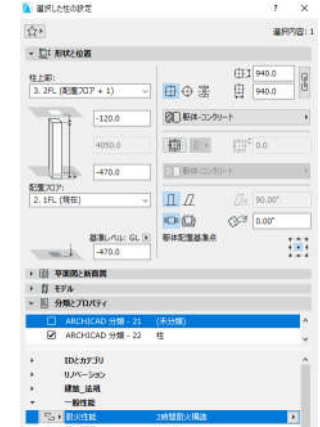 選択した柱の設定
? ×
選択内容: 1
形状と位置
柱上部:
3. 2FL (配置フロア + 1)
940.0
940.0
-120.0
躯体-コンクリート
4050.0
0.0
-470.0
躯体-コンクリート
配置フロア:
2. 1FL (現在)
90.00°
0.00°
基準レベル: GL
躯体配置基準点
-470.0
平面図と断面図
モデル
分類とプロパティ
ARCHICAD 分類 - 21 (未分類)
ARCHICAD 分類 - 22 柱
IDとカテゴリ
リノベーション
建築_法規
一般性能
耐火性能 2時間耐火構造